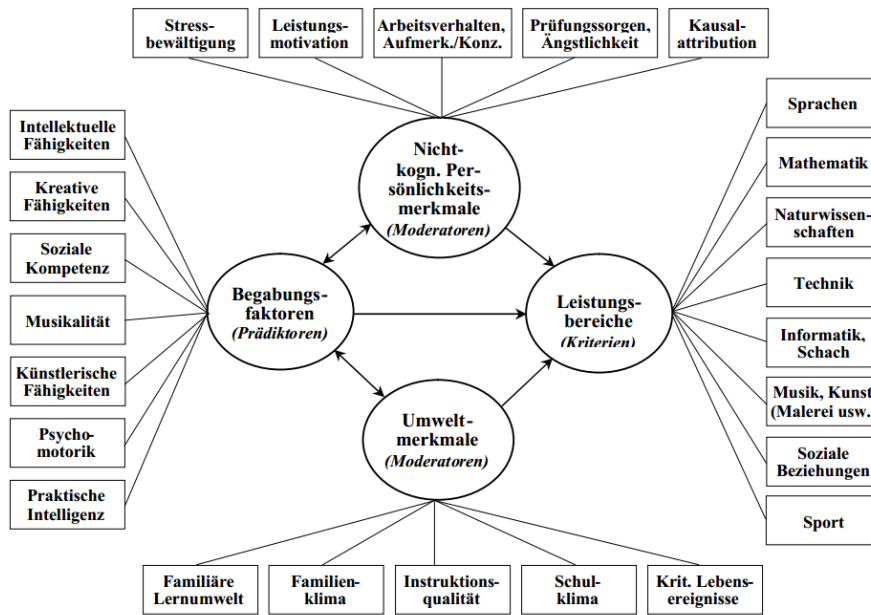 Stress-
bewältigung
Leistungs-
motivation
Arbeitsverhalten,
Aufmerk./Konz.
Prüfungssorgen,
Ängstlichkeit
Kausal-
attribution
Intellektuelle
Fähigkeiten
Kreative
Fähigkeiten
Soziale
Kompetenz
Musikalität
Künstlerische
Fähigkeiten
Psycho-
motorik
Praktische
Intelligenz
Nicht-
kogn. Per-
sönlichkeits-
merkmale
(Moderatoren)
Begabungs-
faktoren
(Prädiktoren)
Leistungs-
bereiche
(Kriterien)
Umwelt-
merkmale
(Moderatoren)
Sprachen
Mathematik
Naturwissen-
schaften
Technik
Informatik,
Schach
Musik, Kunst
(Malerei usw.
Soziale
Beziehungen
Sport
Familiäre
Lernumwelt
Familien-
klima
Instruktions-
qualität
Schul-
klima
Krit. Lebens-
ereignisse